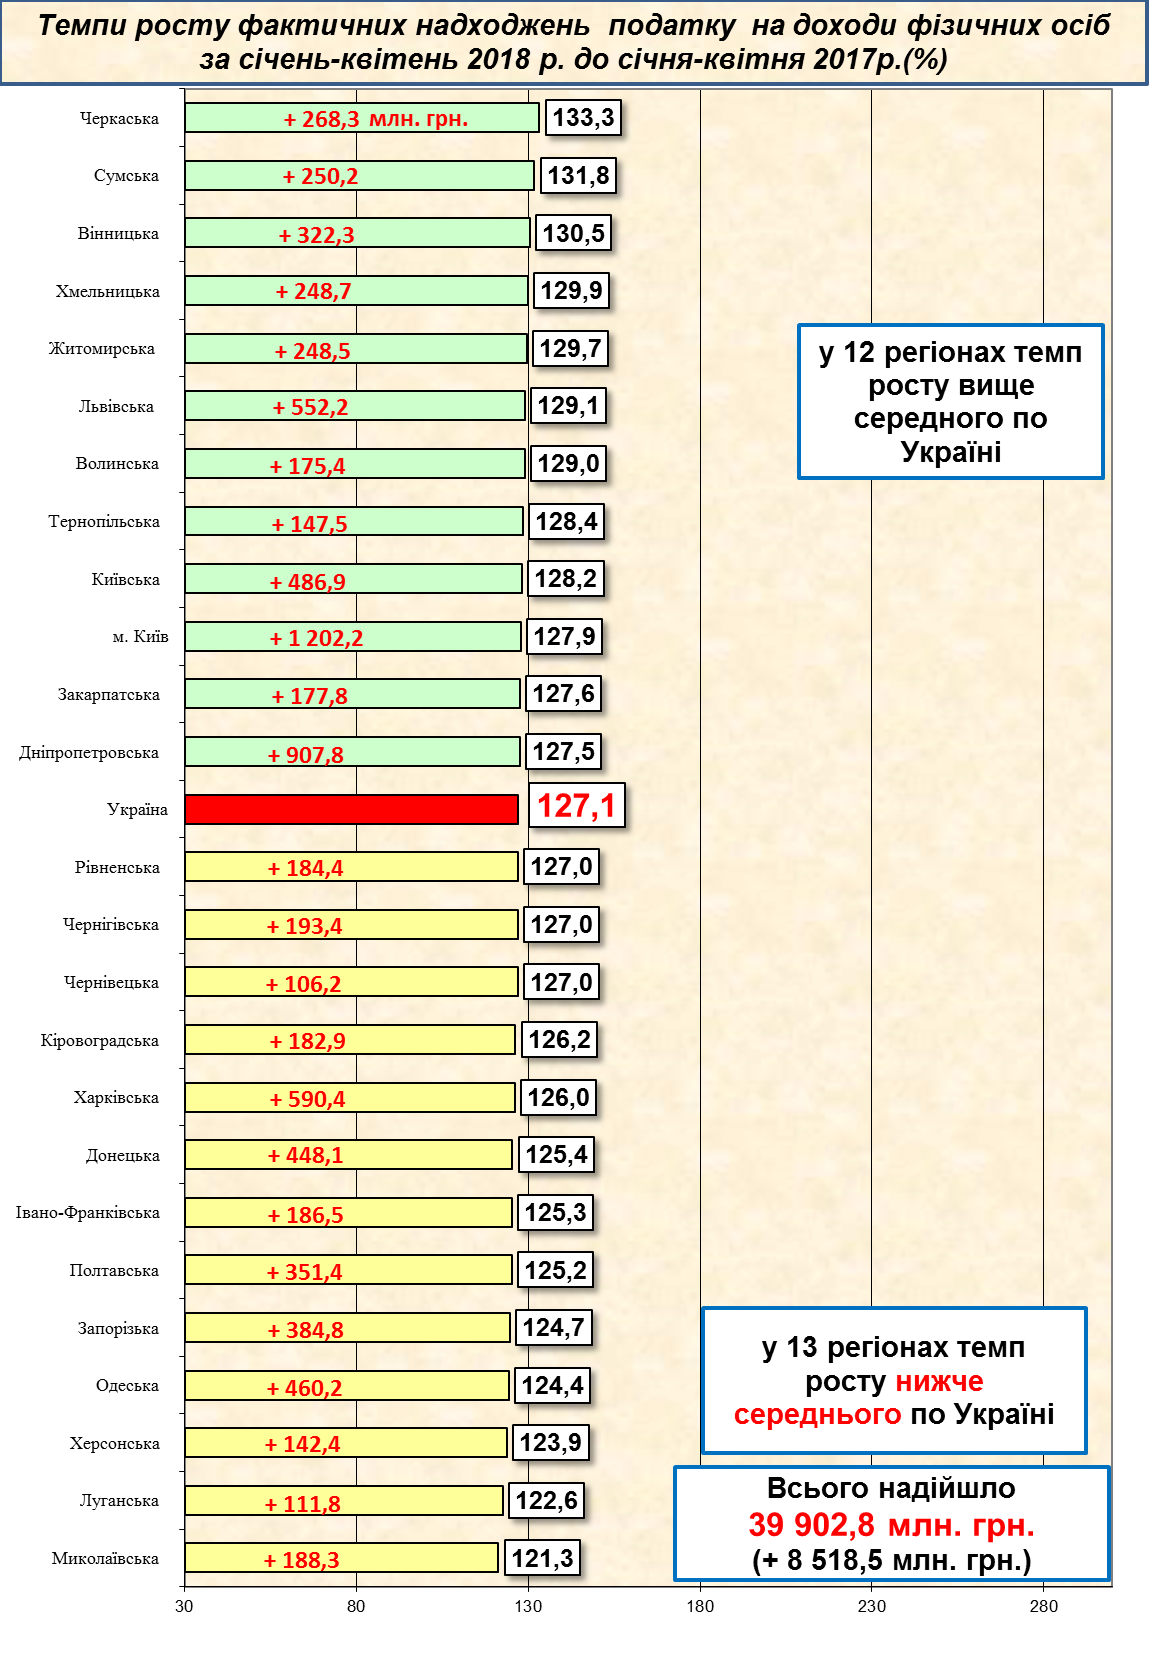 Темпи росту фактичних надходжень податку на доходи фізичних осіб
за січень-квітень 2018 р. до січня-квітня 2017р.(%)
Черкаська + 268,3 млн. грн. 133,3
Сумська + 250,2 131,8
Вінницька + 322,3 130,5
Хмельницька + 248,7 129,9
Житомирська + 248,5 129,7
Львівська + 552,2 129,1
Волинська + 175,4 129,0
Тернопільська + 147,5 128,4
Київська + 486,9 128,2
м. Київ + 1 202,2 127,9
Закарпатська + 177,8 127,6
Дніпропетровська + 907,8 127,5
Україна 127,1
Рівненська + 184,4 127,0
Чернігівська + 193,4 127,0
Чернівецька + 106,2 127,0
Кіровоградська + 182,9 126,2
Харківська + 590,4 126,0
Донецька + 448,1 125,4
Івано-Франківська + 186,5 125,3
Полтавська + 351,4 125,2
Запорізька + 384,8 124,7
Одеська + 460,2 124,4
Херсонська + 142,4 123,9
Луганська + 111,8 122,6
Миколаївська + 188,3 121,3
30 80 130 180 230 280
у 12 регіонах темп
росту вище
середного по
Україні
у 13 регіонах темп
росту нижче
середнього по Україні
Всього надійшло
39 902,8 млн. грн.
(+ 8 518,5 млн. грн.)